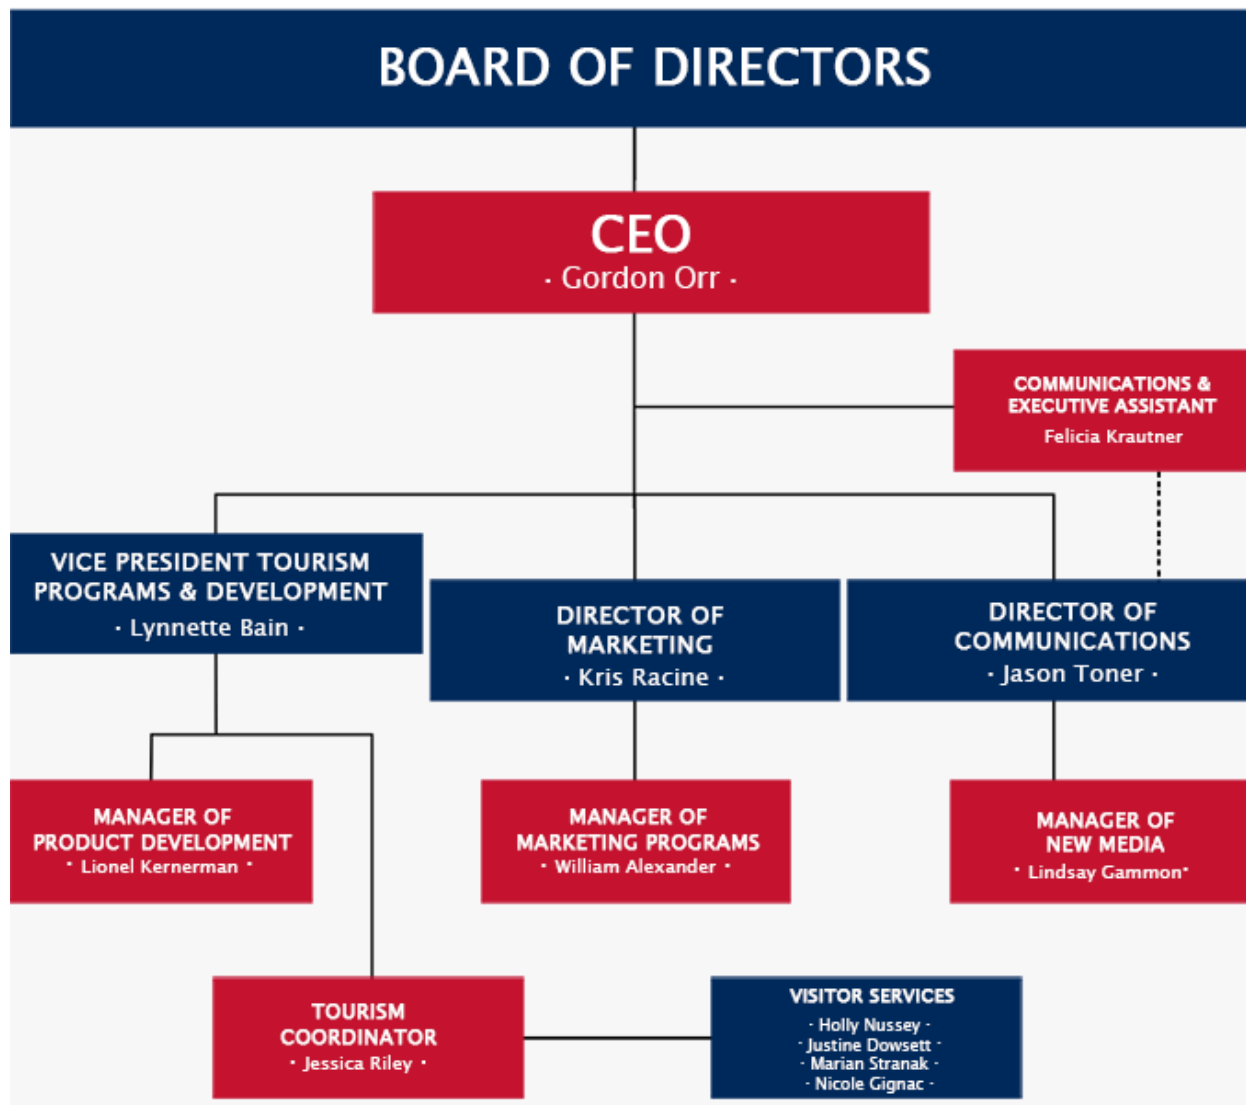 BOARD OF DIRECTORS
CEO
· Gordon Orr ·
COMMUNICATIONS &
EXECUTIVE ASSISTANT
Felicia Krautner
VICE PRESIDENT TOURISM
PROGRAMS & DEVELOPMENT
· Lynnette Bain ·
DIRECTOR OF
MARKETING
· Kris Racine ·
DIRECTOR OF
COMMUNICATIONS
· Jason Toner ·
MANAGER OF
PRODUCT DEVELOPMENT
· Lionel Kernerman ·
MANAGER OF
MARKETING PROGRAMS
· William Alexander ·
MANAGER OF
NEW MEDIA
· Lindsay Gammon·
TOURISM
COORDINATOR
· Jessica Riley ·
VISITOR SERVICES
· Holly Nussey ·
· Justine Dowsett ·
· Marian Stranak ·
· Nicole Gignac ·